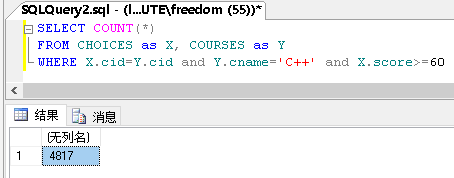 SQLQuery2.sql - (l...UTE\freedom (55))*
SELECT COUNT(*)
FROM CHOICES as X, COURSES as Y
WHERE X.cid=Y.cid and Y.cname='C++' and X.score>=60
结果 消息
(无列名)
1 4817